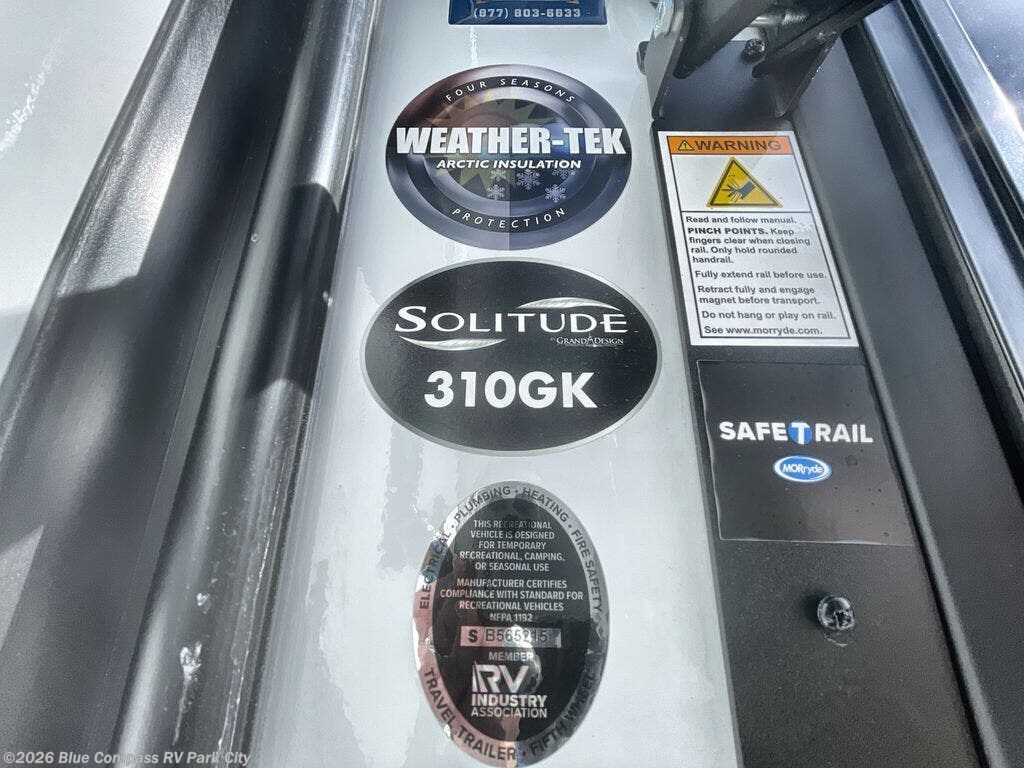 (877) 803-6633
FOUR SEASONS
WEATHER-TEK
ARCTIC INSULATION
PROTECTION
SOLITUDE
BY GRAND DESIGN
310GK
ELECTRICAL • PLUMBING • HEATING • FIRE SAFETY
THIS RECREATIONAL
VEHICLE IS DESIGNED
FOR TEMPORARY
RECREATIONAL, CAMPING,
OR SEASONAL USE
MANUFACTURER CERTIFIES
COMPLIANCE WITH STANDARD FOR
RECREATIONAL VEHICLES
NFPA 1192
S B565215
MEMBER
RV
INDUSTRY
ASSOCIATION
TRAVEL TRAILER • FIFTH WHEEL
WARNING
Read and follow manual.
PINCH POINTS. Keep
fingers clear when closing
rail. Only hold rounded
handrail.
Fully extend rail before use.
Retract fully and engage
magnet before transport.
Do not hang or play on rail.
See www.morryde.com.
SAFE T RAIL
MORryde
©2026 Blue Compass RV Park City